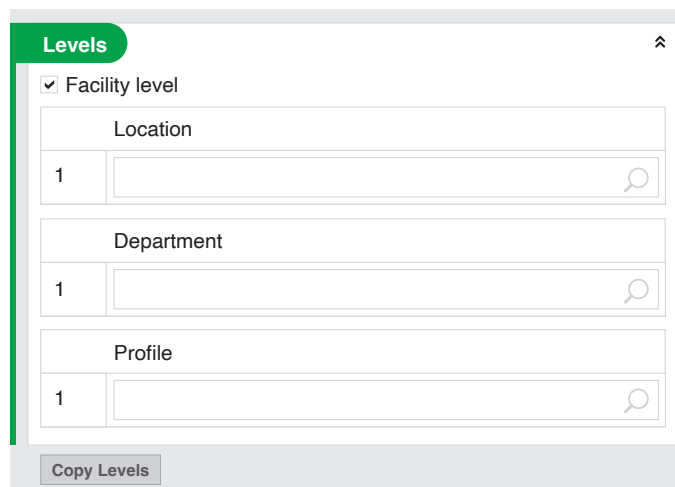 Levels
Facility level
Location
1
Department
1
Profile
1
Copy Levels